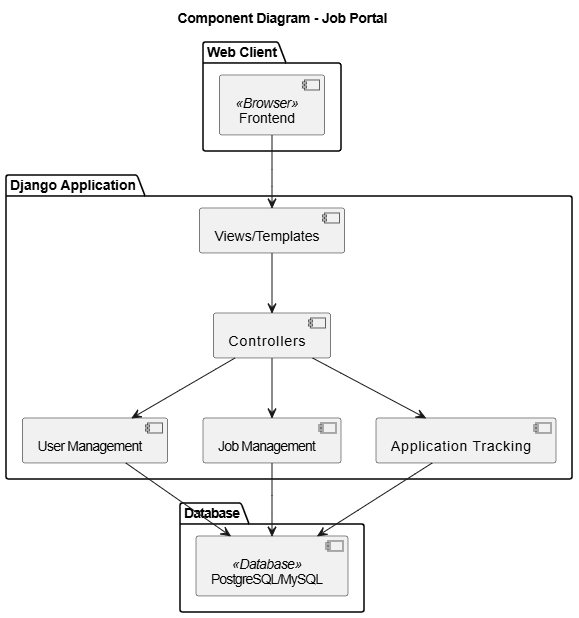 Component Diagram - Job Portal
Web Client
«Browser»
Frontend
Django Application
Views/Templates
Controllers
User Management
Job Management
Application Tracking
Database
«Database»
PostgreSQL/MySQL